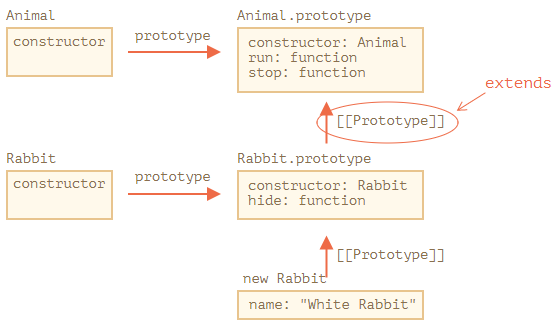 Animal
Animal.prototype
constructor
prototype
constructor: Animal
run: function
stop: function
extends
[[Prototype]]
Rabbit
Rabbit.prototype
constructor
prototype
constructor: Rabbit
hide: function
[[Prototype]]
new Rabbit
name: "White Rabbit"